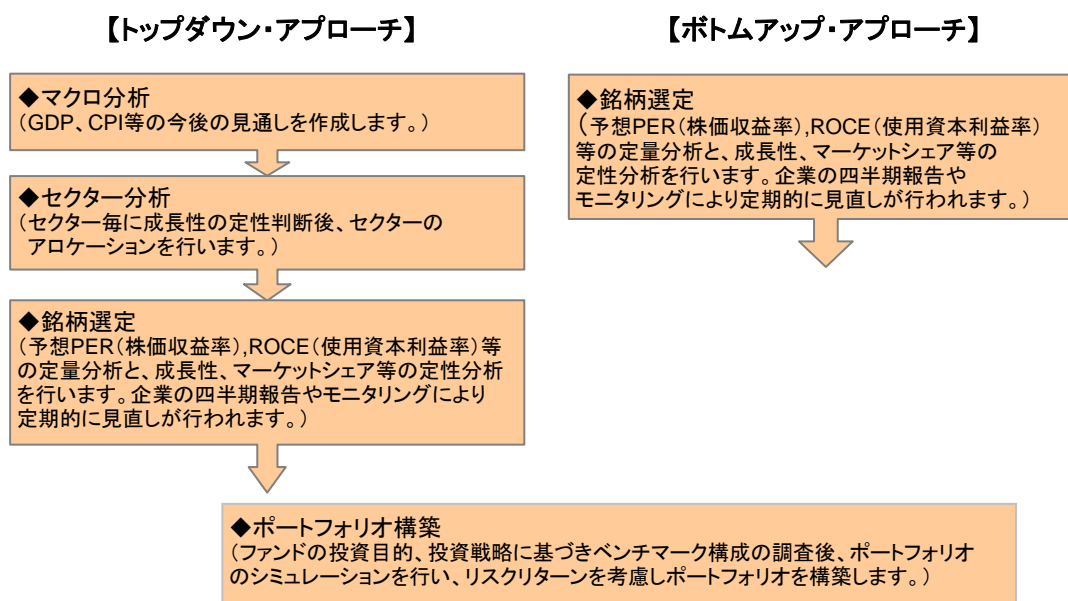 【トップダウン・アプローチ】
◆マクロ分析
(GDP、CPI等の今後の見通しを作成します。)
◆セクター分析
(セクター毎に成長性の定性判断後、セクターの
アロケーションを行います。)
◆銘柄選定
(予想PER(株価収益率),ROCE(使用資本利益率)等
の定量分析と、成長性、マーケットシェア等の定性分析
を行います。企業の四半期報告やモニタリングにより
定期的に見直しが行われます。)
【ボトムアップ・アプローチ】
◆銘柄選定
(予想PER(株価収益率),ROCE(使用資本利益率)
等の定量分析と、成長性、マーケットシェア等の
定性分析を行います。企業の四半期報告や
モニタリングにより定期的に見直しが行われます。)
◆ポートフォリオ構築
(ファンドの投資目的、投資戦略に基づきベンチマーク構成の調査後、ポートフォリオ
のシミュレーションを行い、リスクリターンを考慮しポートフォリオを構築します。)